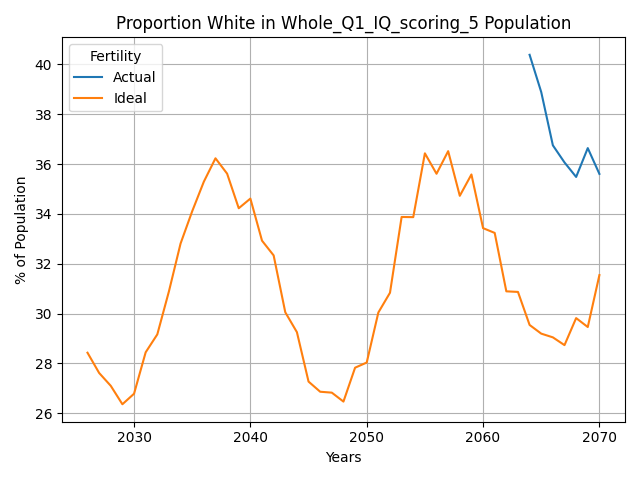 Proportion White in Whole_Q1_IQ_scoring_5 Population
Fertility
Actual
Ideal
% of Population
40
38
36
34
32
30
28
26
2030 2040 2050 2060 2070
Years